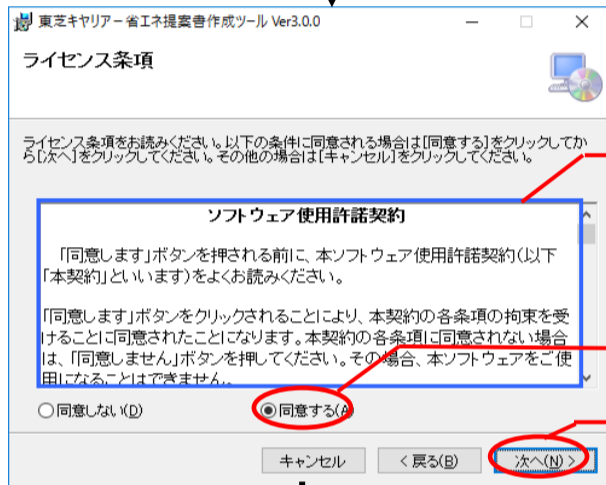 東芝キヤリアー省エネ提案書作成ツール Ver3.0.0
ライセンス条項
ライセンス条項をお読みください。以下の条件に同意される場合は[同意する]をクリックしてか
ら[次へ]をクリックしてください。その他の場合は[キャンセル]をクリックしてください。
ソフトウェア使用許諾契約
「同意します」ボタンを押される前に、本ソフトウェア使用許諾契約(以下
「本契約」といいます)をよくお読みください。
「同意します」ボタンをクリックされることにより、本契約の各条項の拘束を受
けることに同意されたことになります。本契約の各条項に同意されない場合
は、「同意しません」ボタンを押してください。その場合、本ソフトウェアをご使
用になることはできません。
同意しない(D) 同意する(A)
キャンセル < 戻る(B) 次へ(N) >